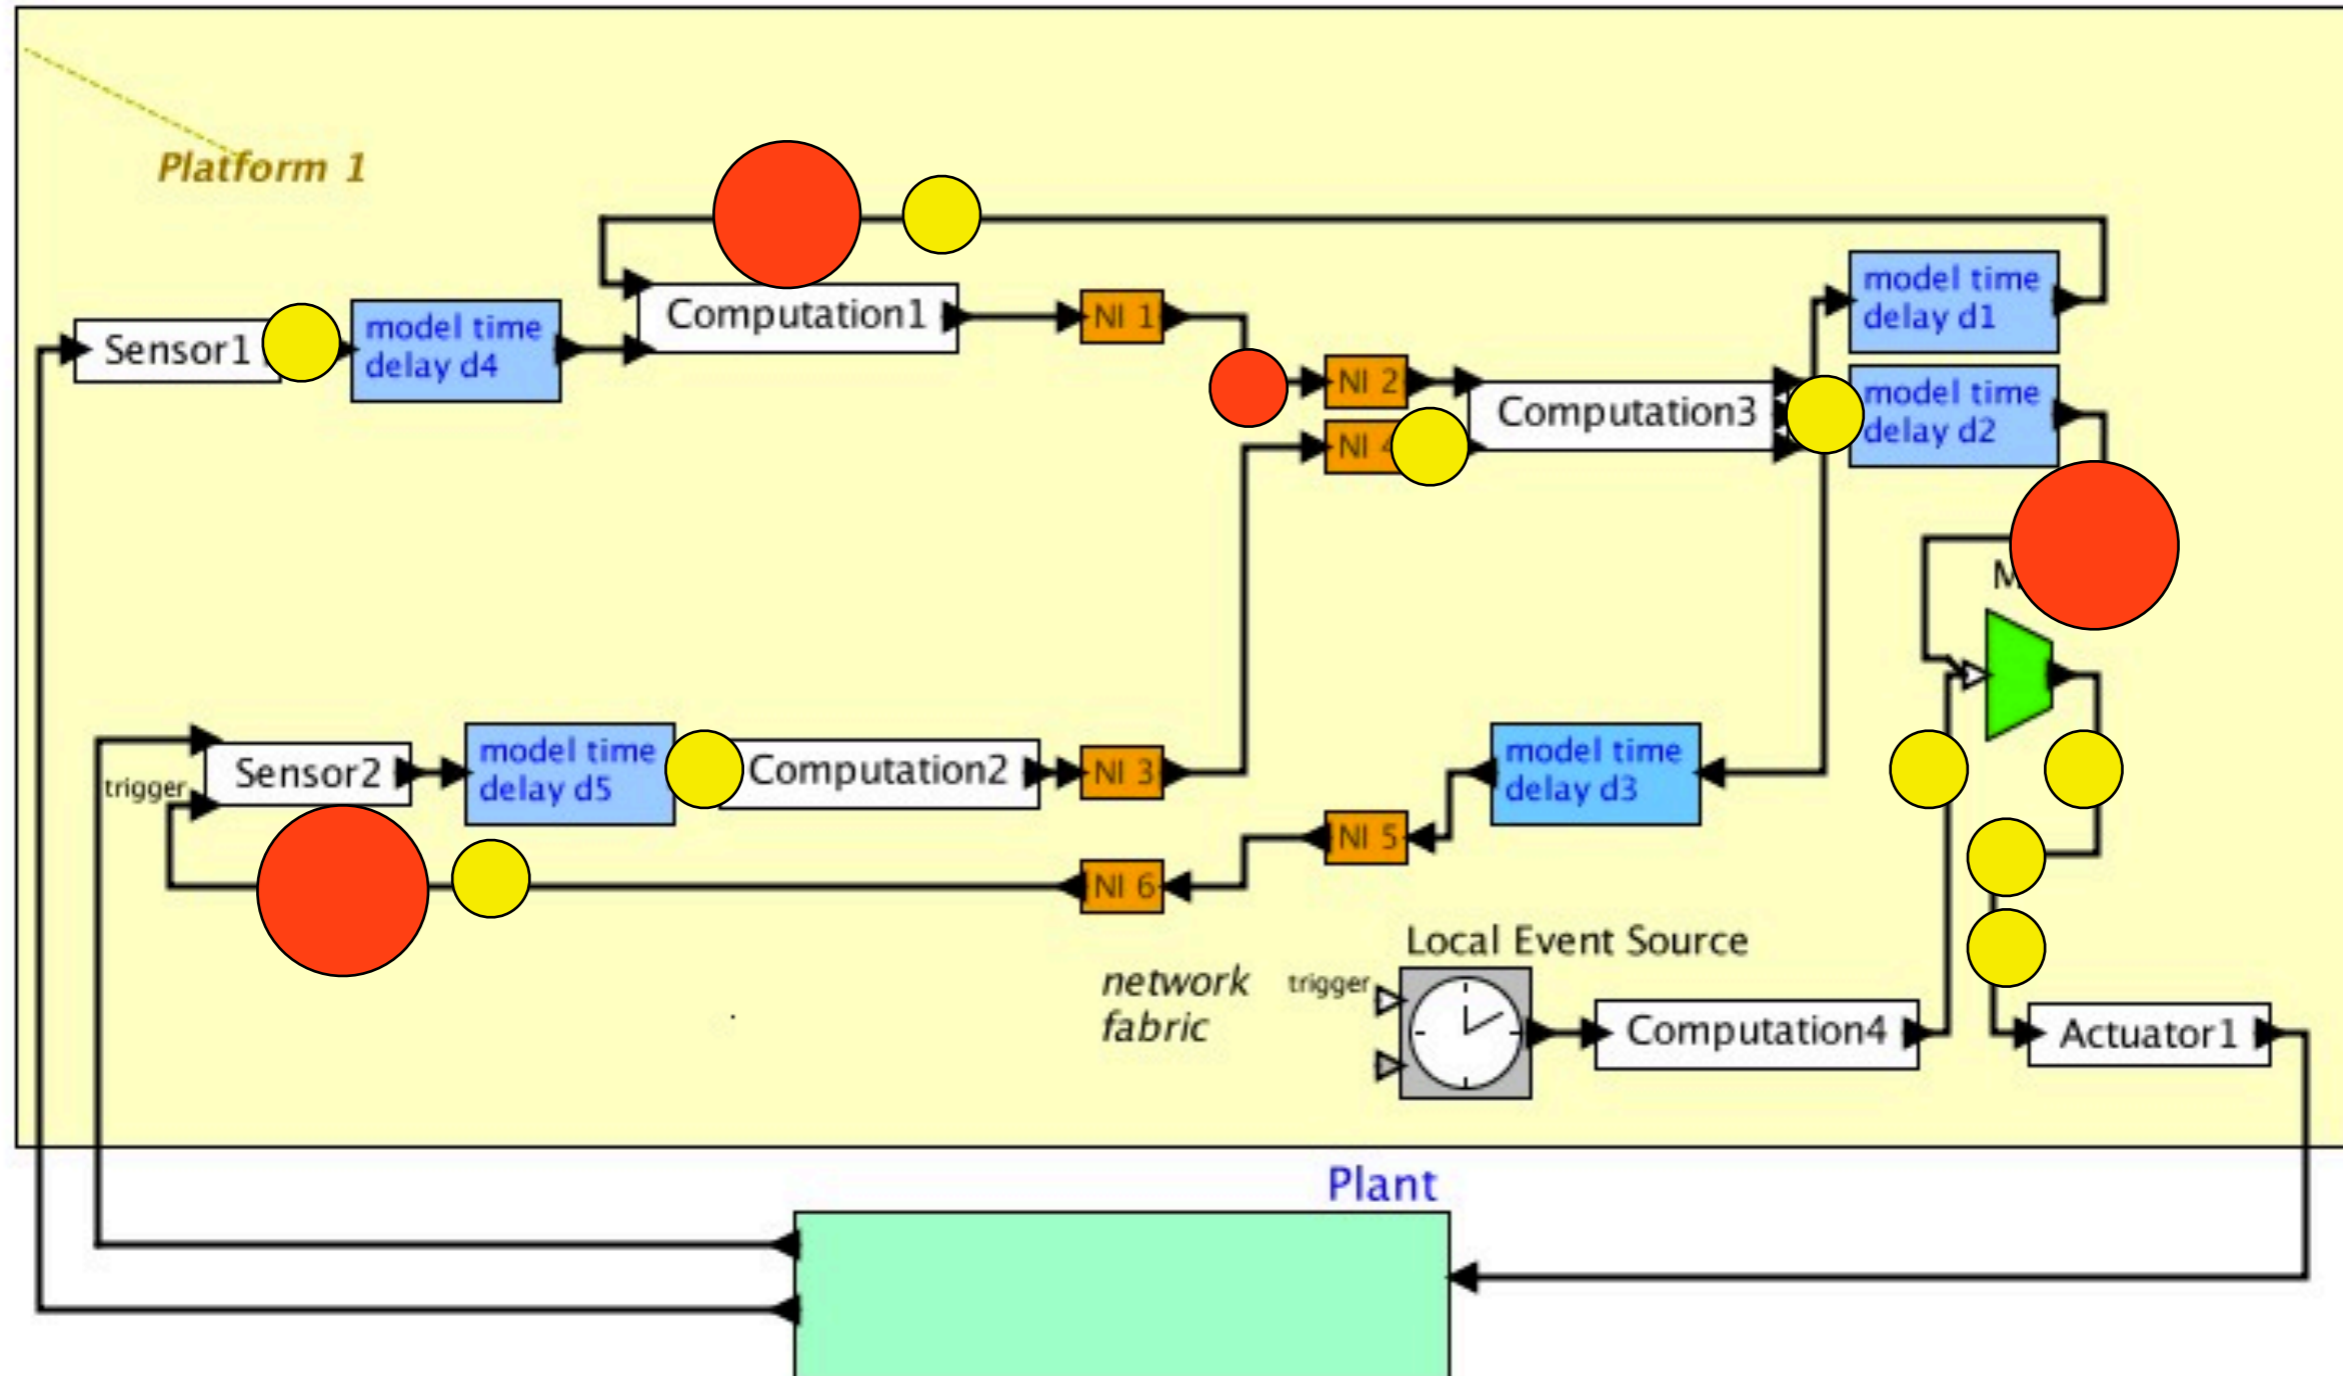 Platform 1
Computation1
NI 1
model time
delay d1
Sensor1
model time
delay d4
NI 2
Computation3
model time
delay d2
NI 4
trigger
Sensor2
model time
delay d5
Computation2
NI 3
model time
delay d3
NI 5
NI 6
Local Event Source
network
fabric
trigger
Computation4
Actuator1
Plant